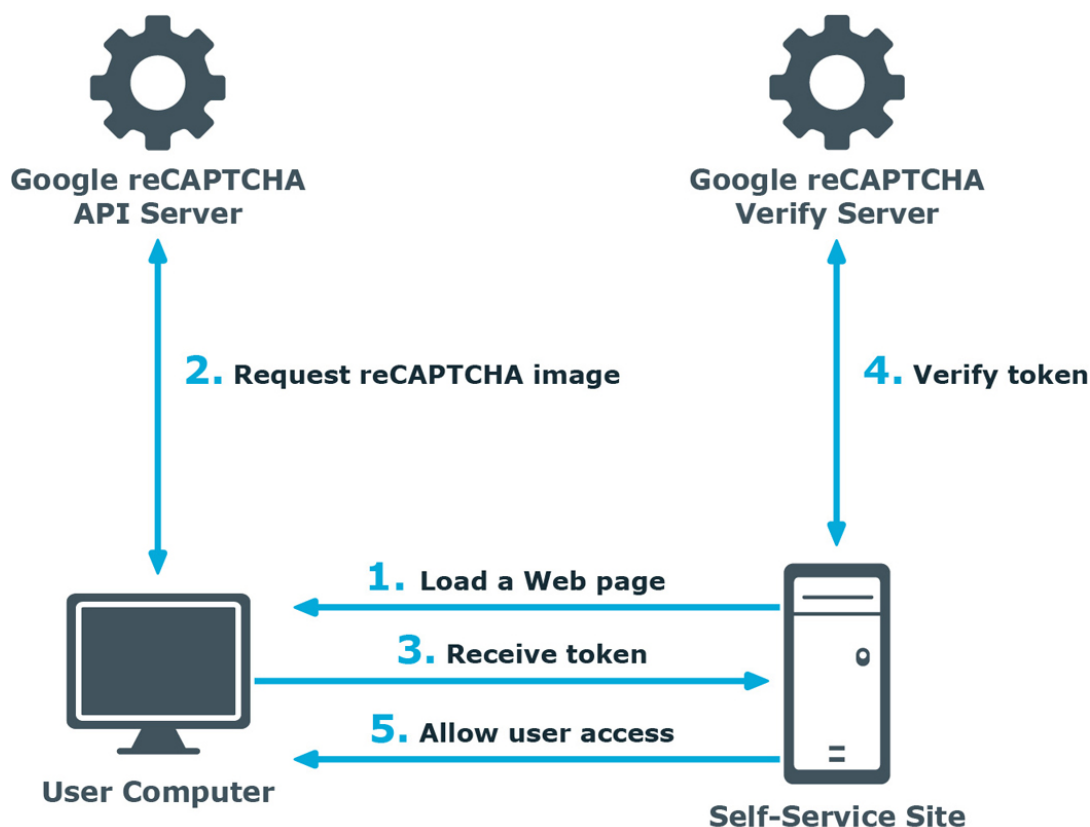 Google reCAPTCHA
API Server
Google reCAPTCHA
Verify Server
2. Request reCAPTCHA image
4. Verify token
1. Load a Web page
3. Receive token
5. Allow user access
User Computer
Self-Service Site